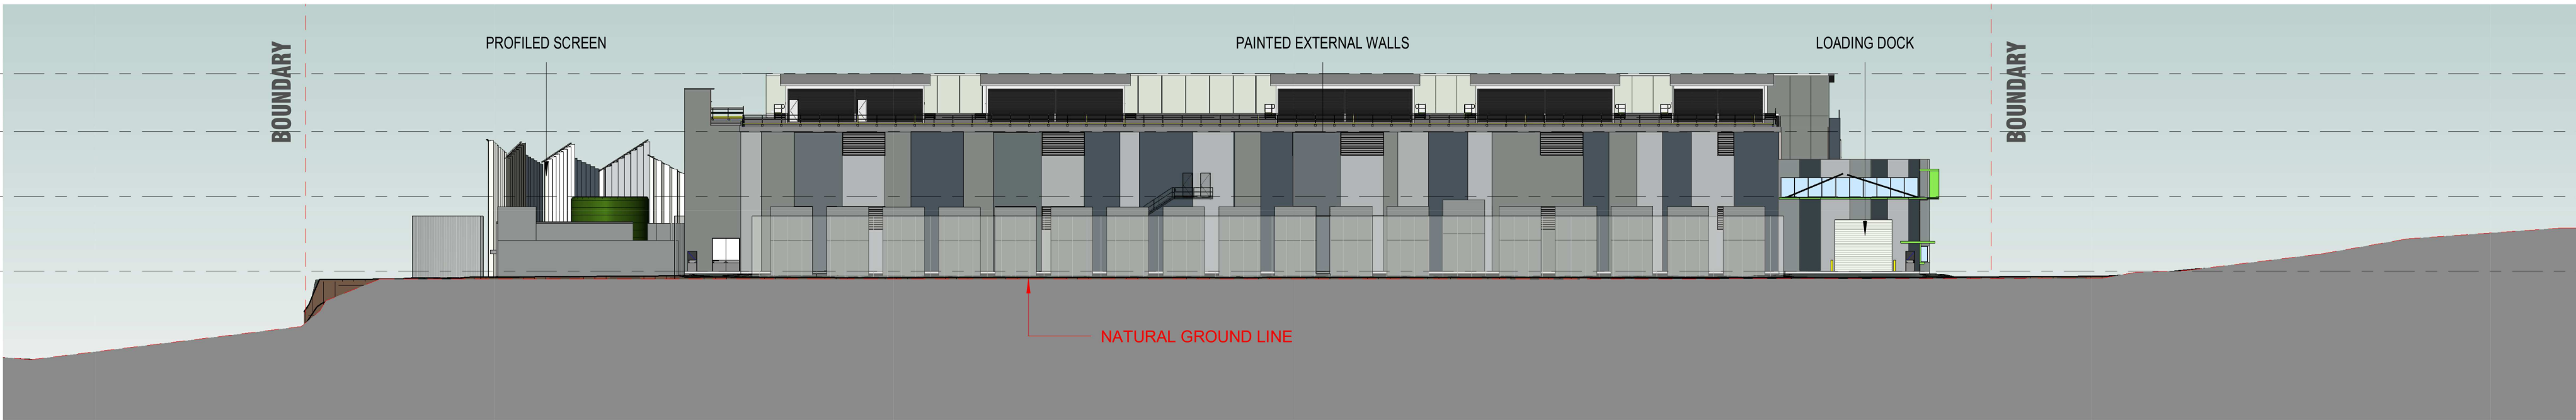 BOUNDARY
PROFILED SCREEN
PAINTED EXTERNAL WALLS
LOADING DOCK
BOUNDARY
NATURAL GROUND LINE